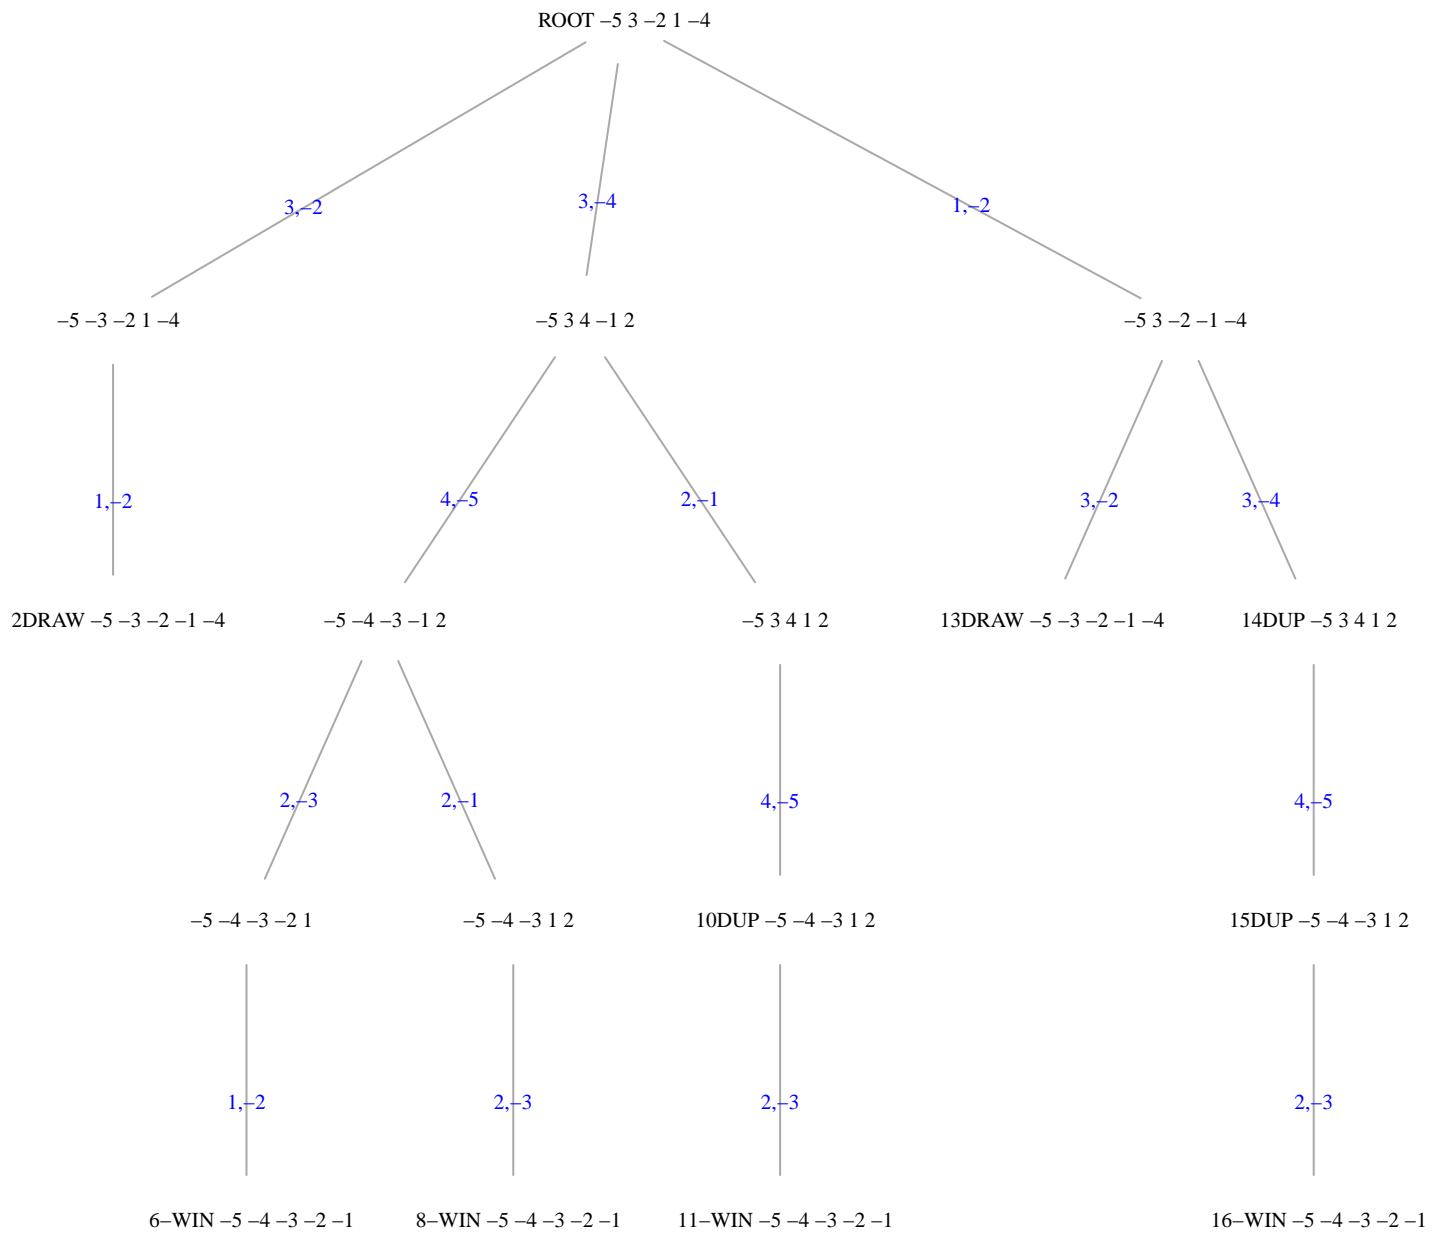 ROOT –5 3 –2 1 –4
3,–2
3,–4
1,–2
–5 –3 –2 1 –4
–5 3 4 –1 2
–5 3 –2 –1 –4
1,–2
4,–5
2,–1
3,–2
3,–4
2DRAW –5 –3 –2 –1 –4
–5 –4 –3 –1 2
–5 3 4 1 2
13DRAW –5 –3 –2 –1 –4
14DUP –5 3 4 1 2
2,–3
2,–1
4,–5
4,–5
–5 –4 –3 –2 1
–5 –4 –3 1 2
10DUP –5 –4 –3 1 2
15DUP –5 –4 –3 1 2
1,–2
2,–3
2,–3
2,–3
6–WIN –5 –4 –3 –2 –1
8–WIN –5 –4 –3 –2 –1
11–WIN –5 –4 –3 –2 –1
16–WIN –5 –4 –3 –2 –1